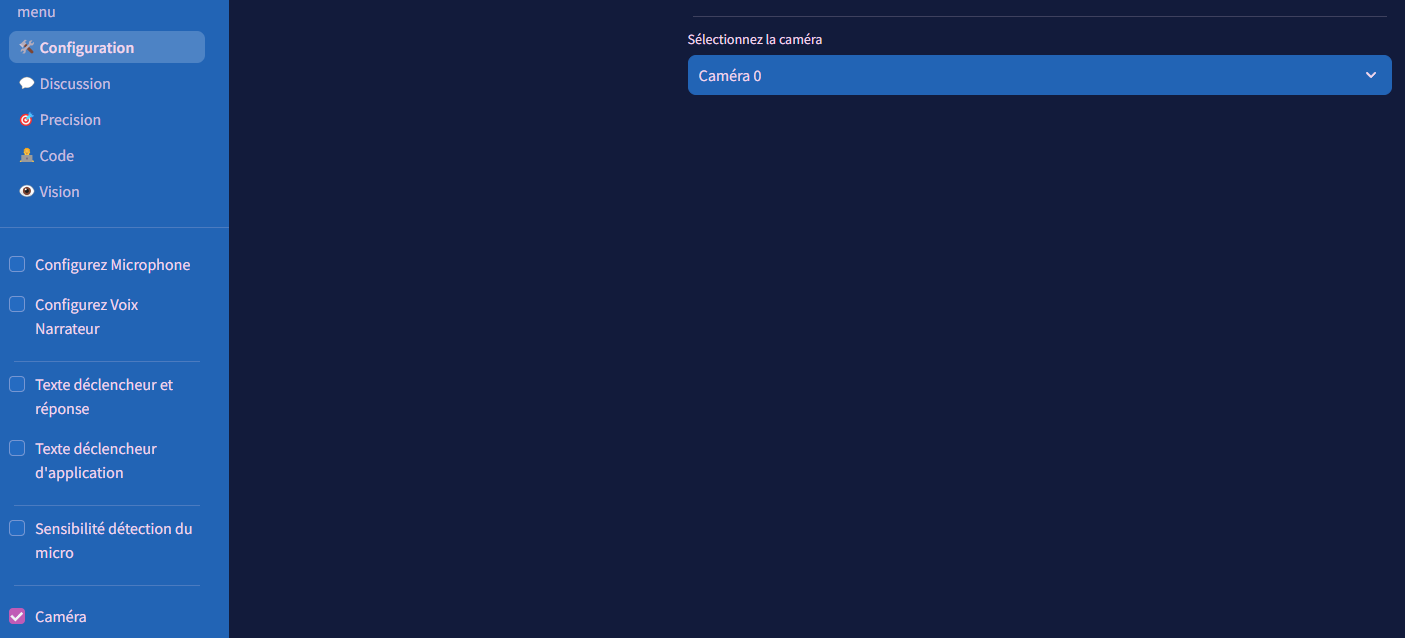 menu
Configuration
Discussion
Precision
Code
Vision
Configurez Microphone
Configurez Voix
Narrateur
Texte déclencheur et
réponse
Texte déclencheur
d'application
Sensibilité détection du
micro
Caméra
Sélectionnez la caméra
Caméra 0